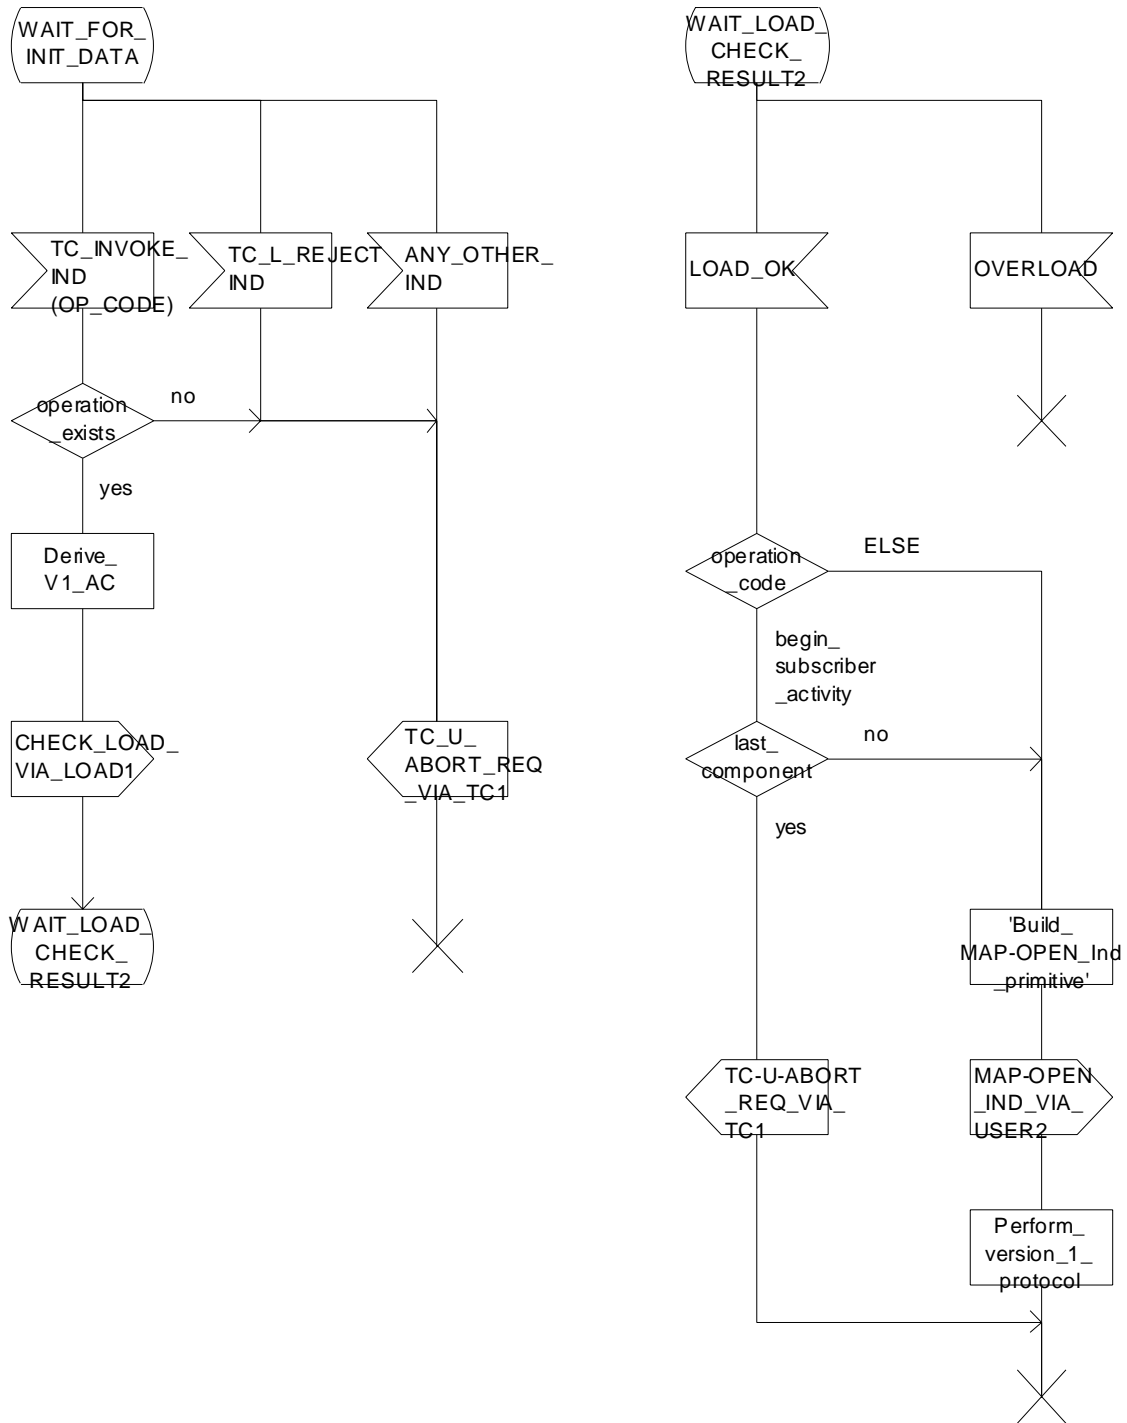 WAIT_FOR_
INIT_DATA
TC_INVOKE_
IND
(OP_CODE)
TC_L_REJECT
IND
ANY_OTHER_
IND
operation
_exists
no
yes
Derive_
V1_AC
CHECK_LOAD_
VIA_LOAD1
TC_U_
ABORT_REQ
_VIA_TC1
WAIT_LOAD_
CHECK_
RESULT2
WAIT_LOAD_
CHECK_
RESULT2
LOAD_OK
OVERLOAD
operation
_code
ELSE
begin_
subscriber
_activity
last_
component
no
yes
'Build_
MAP-OPEN_Ind
_primitive'
TC-U-ABORT
_REQ_VIA_
TC1
MAP-OPEN
_IND_VIA_
USER2
Perform_
version_1_
protocol